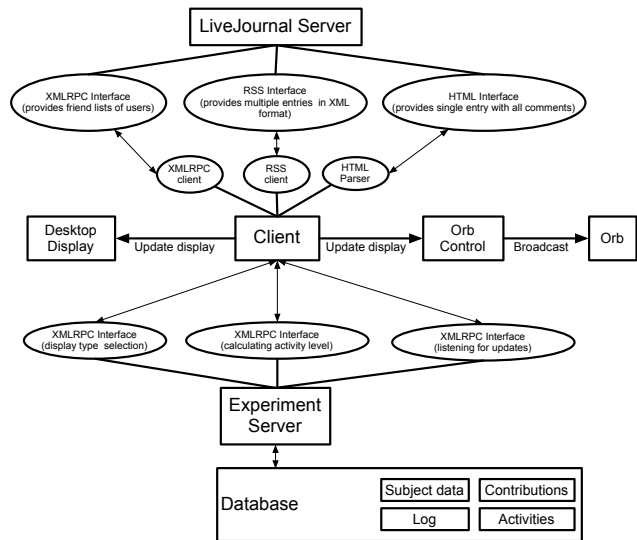 LiveJournal Server
XMLRPC Interface
(provides friend lists of users)
RSS Interface
(provides multiple entries in XML
format)
HTML Interface
(provides single entry with all comments)
XMLRPC
client
RSS
client
HTML
Parser
Desktop
Display
Update display
Client
Update display
Orb
Control
Broadcast
Orb
XMLRPC Interface
(display type selection)
XMLRPC Interface
(calculating activity level)
XMLRPC Interface
(listening for updates)
Experiment
Server
Database
Subject data
Contributions
Log
Activities